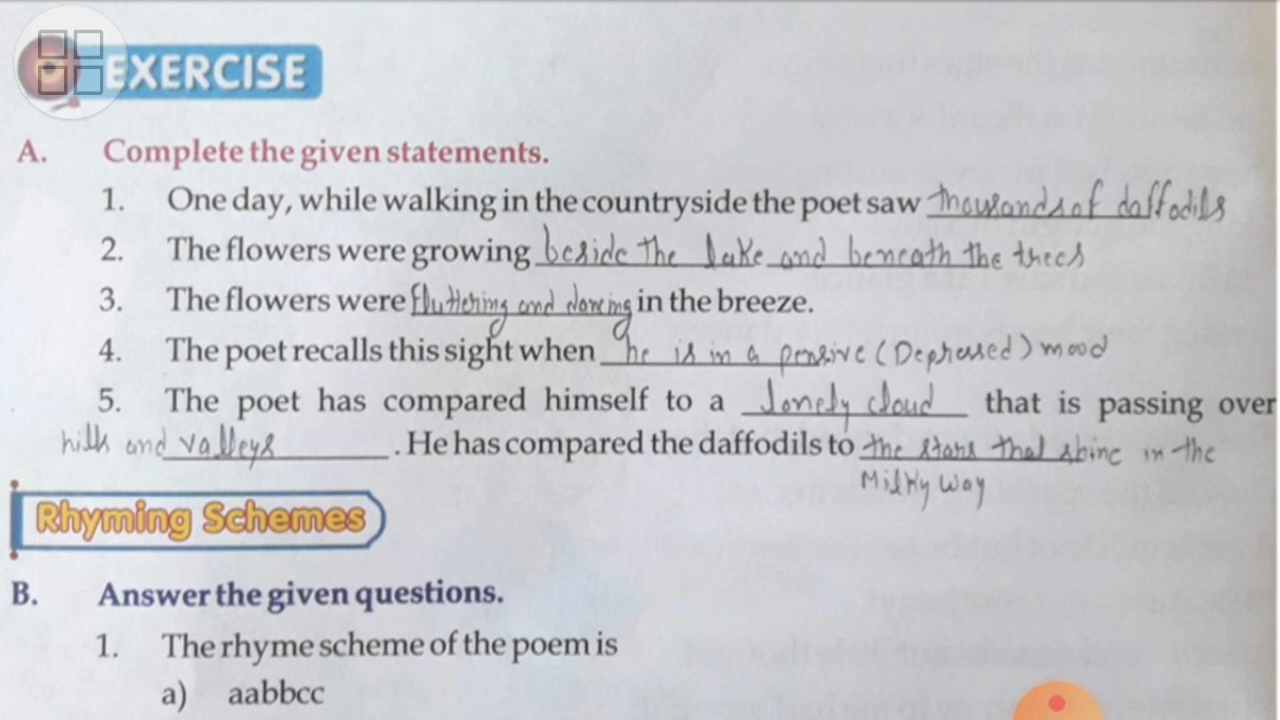 EXERCISE
A. Complete the given statements.
1. One day, while walking in the countryside the poet saw thousands of daffodils
2. The flowers were growing beside the lake and beneath the trees
3. The flowers were fluttering and dancing in the breeze.
4. The poet recalls this sight when he is in a pensive (Depressed) mood
5. The poet has compared himself to a lonely cloud that is passing over
hills and valleys. He has compared the daffodils to the stars that shine in the
Milky way
Rhyming Schemes
B. Answer the given questions.
1. The rhyme scheme of the poem is
a) aabbcc